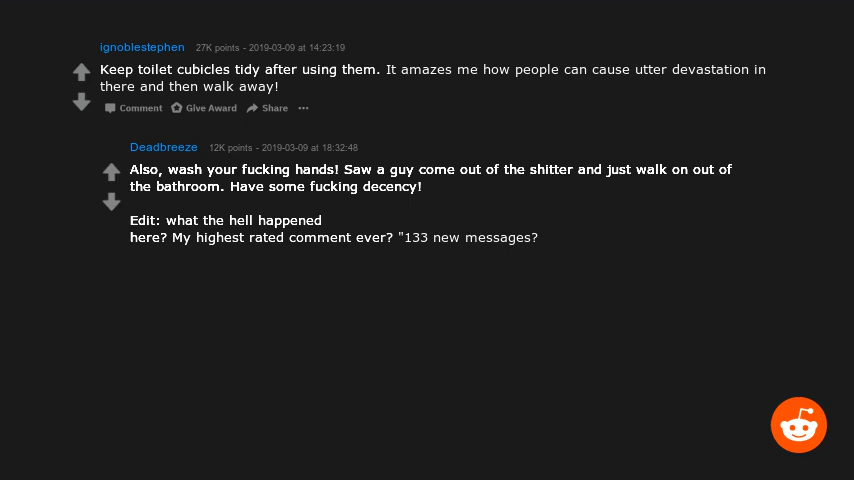 ignoblestephen 27K points - 2019-03-09 at 14:23:19
Keep toilet cubicles tidy after using them. It amazes me how people can cause utter devastation in
there and then walk away!
Comment Give Award Share ...
Deadbreeze 12K points - 2019-03-09 at 18:32:48
Also, wash your fucking hands! Saw a guy come out of the shitter and just walk on out of
the bathroom. Have some fucking decency!
Edit: what the hell happened
here? My highest rated comment ever? "133 new messages?